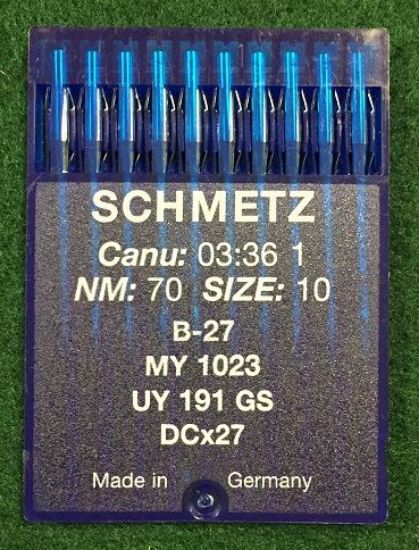 SCHMETZ
Canu: 03:36 1
NM: 70 SIZE: 10
B-27
MY 1023
UY 191 GS
DCx27
Made in Germany